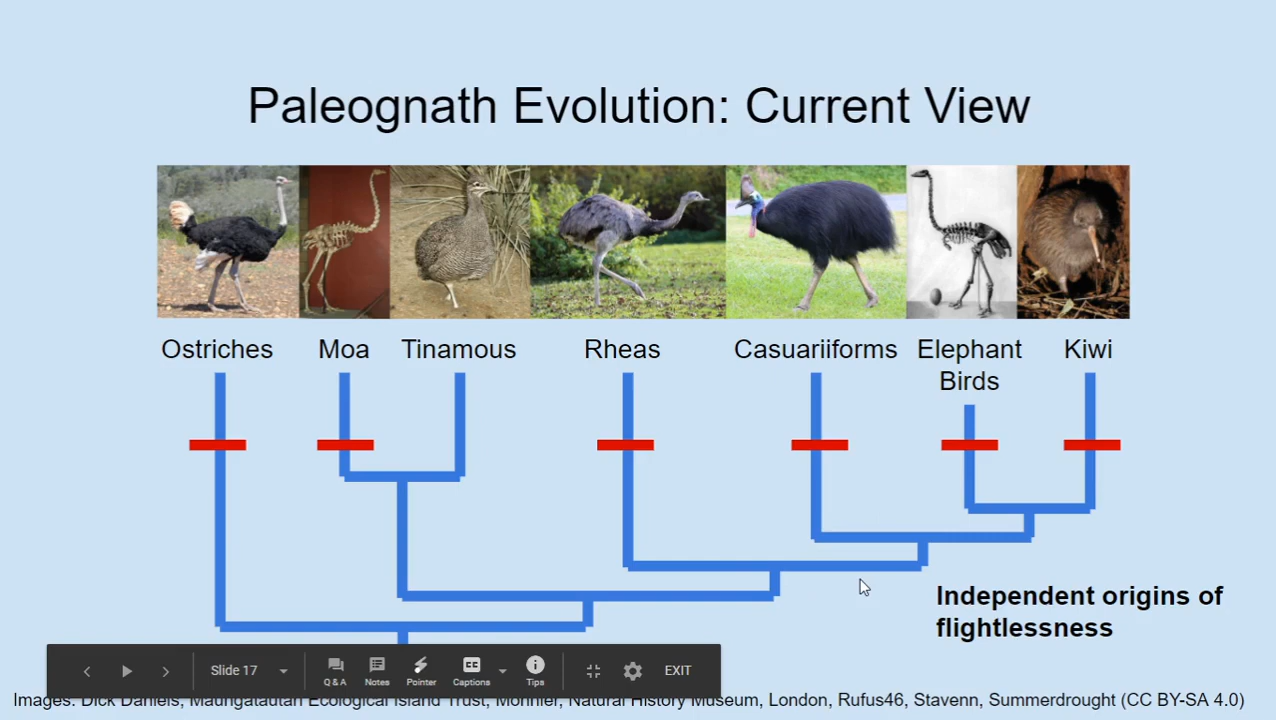 Paleognath Evolution: Current View
Ostriches
Moa
Tinamous
Rheas
Casuariiforms
Elephant
Birds
Kiwi
Independent origins of
flightlessness
Slide 17
Q & A
Notes
Pointer
Captions
Tips
EXIT
Images: Dick Daniels, Ecological Island Trust, Monnier, Natural History Museum, London, Rufus46, Stavenn, Summerdrought (CC BY-SA 4.0)